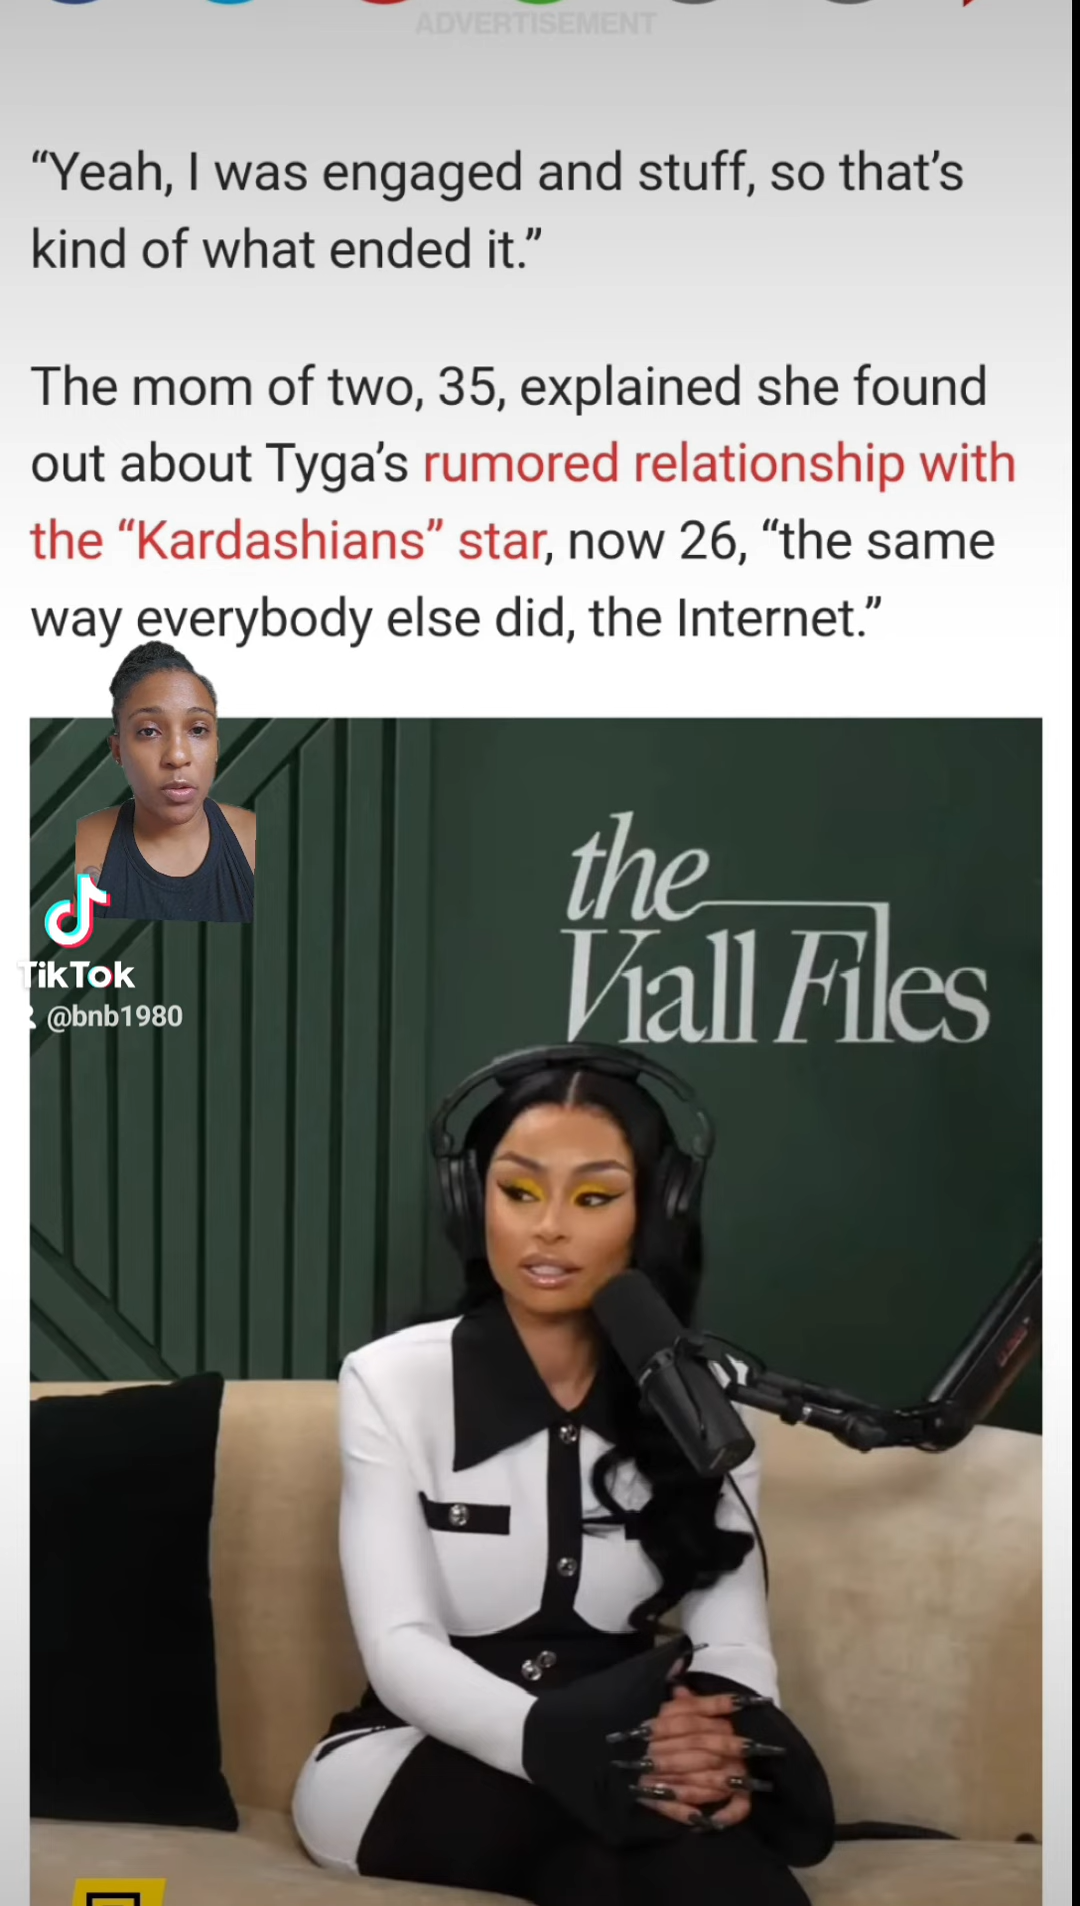 ADVERTISEMENT
“Yeah, I was engaged and stuff, so that’s
kind of what ended it.”
The mom of two, 35, explained she found
out about Tyga’s rumored relationship with
the “Kardashians” star, now 26, “the same
way everybody else did, the Internet.”
the
Viall Files
TikTok
@bnb1980